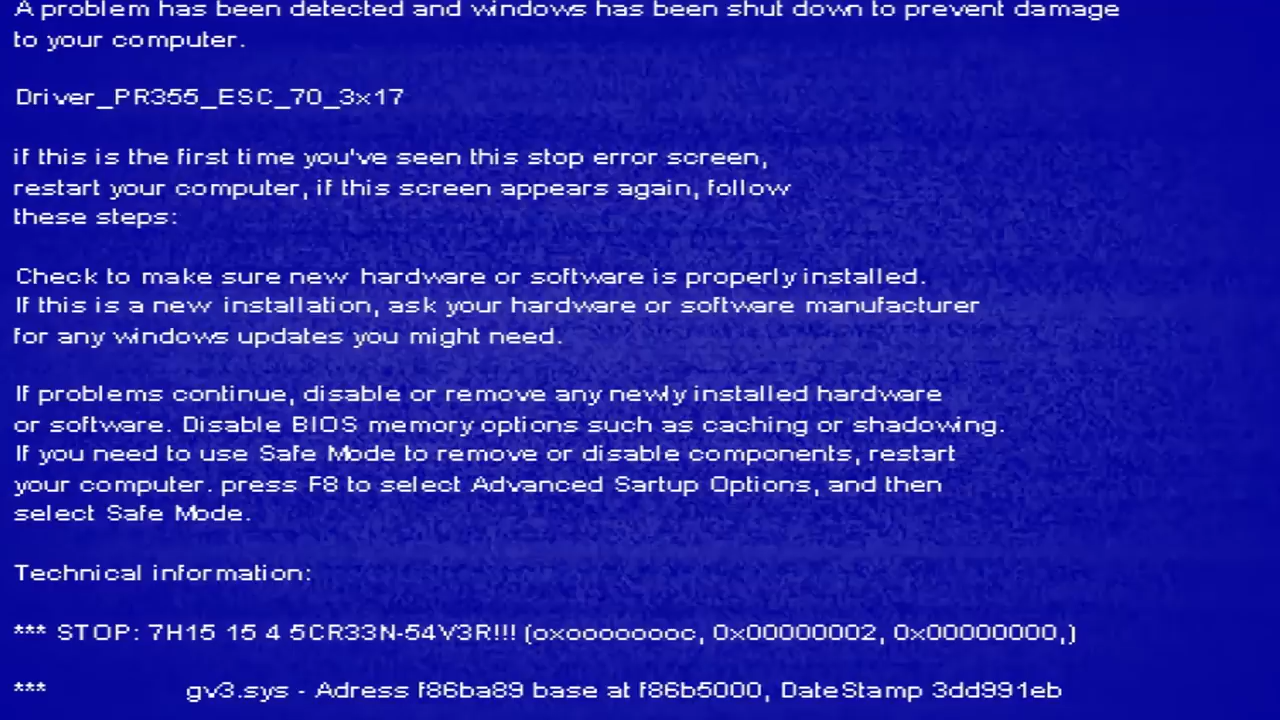 A problem has been detected and windows has been shut down to prevent damage
to your computer.
Driver_PR355_ESC_70_3x17
if this is the first time you've seen this stop error screen,
restart your computer, if this screen appears again, follow
these steps:
Check to make sure new hardware or software is properly installed.
If this is a new installation, ask your hardware or software manufacturer
for any windows updates you might need.
If problems continue, disable or remove any newly installed hardware
or software. Disable BIOS memory options such as caching or shadowing.
If you need to use Safe Mode to remove or disable components, restart
your computer. press F8 to select Advanced Sartup Options, and then
select Safe Mode.
Technical information:
*** STOP: 7H15 15 4 5CR33N-54V3R!!! (oxoooooooc, 0x00000002, 0x00000000,)
*** gv3.sys - Adress f86ba89 base at f86b5000, DateStamp 3dd991eb